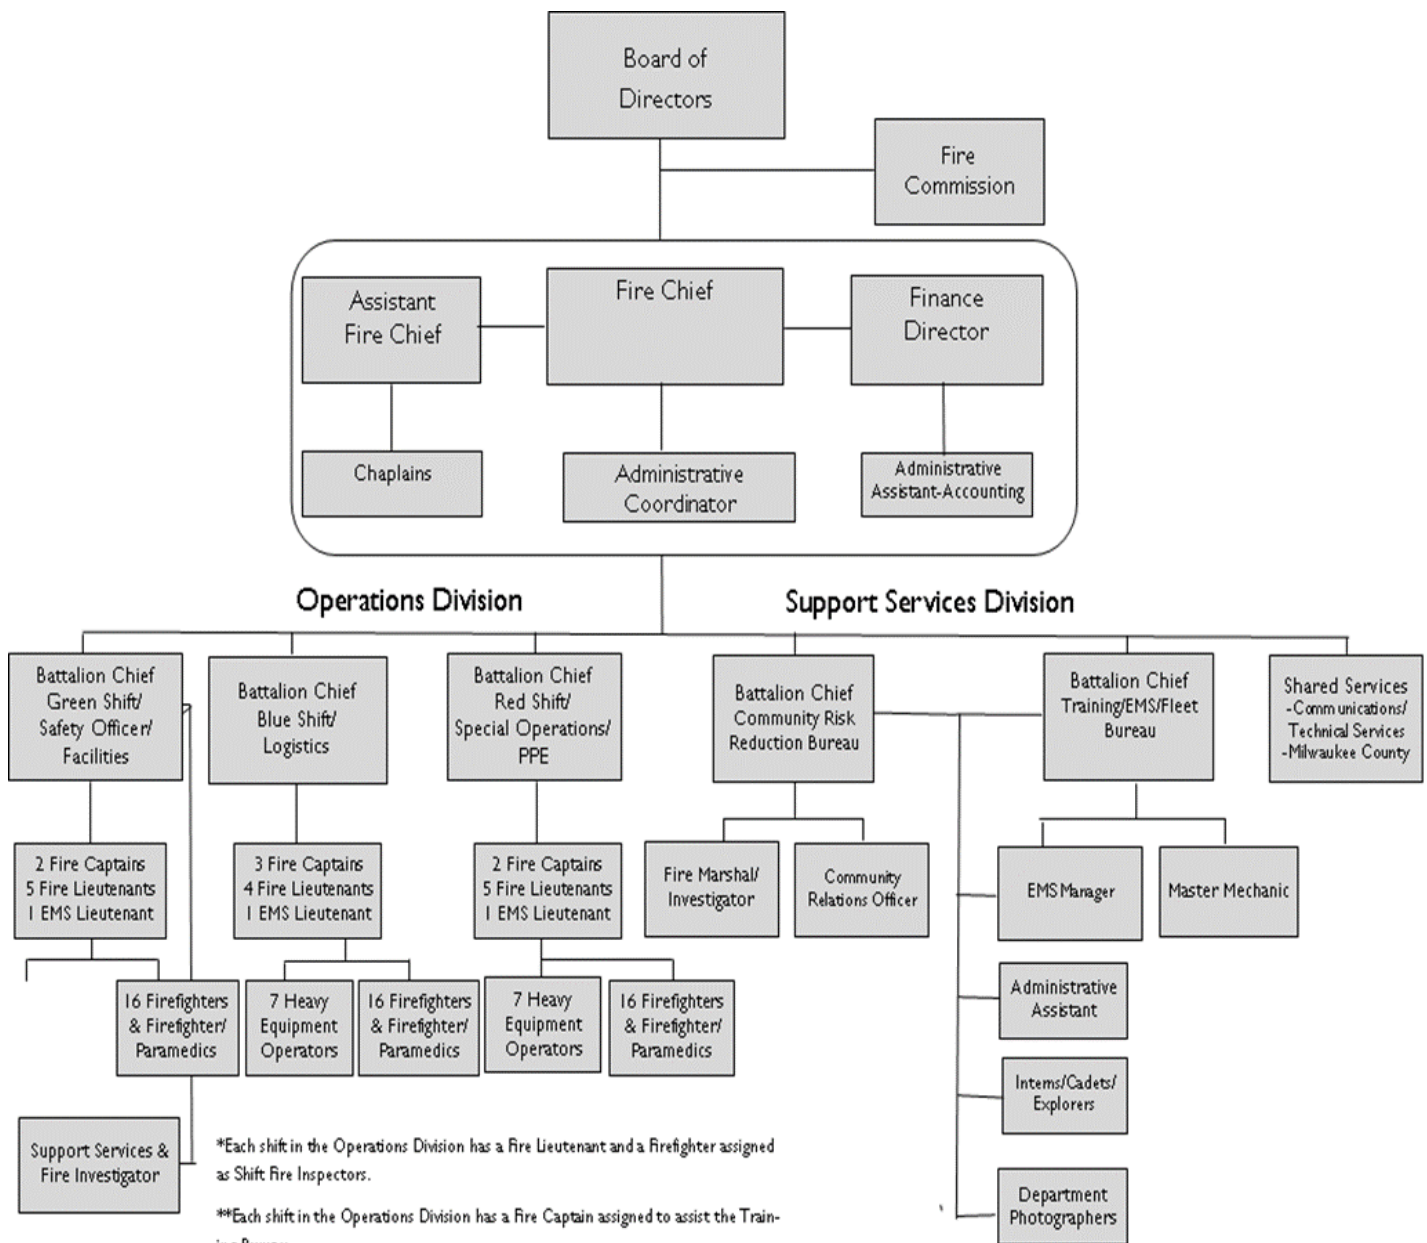 Board of
Directors
Fire
Commission
Assistant
Fire Chief
Fire Chief
Finance
Director
Chaplains
Administrative
Coordinator
Administrative
Assistant-Accounting
Operations Division
Support Services Division
Battalion Chief
Green Shift/
Safety Officer/
Facilities
Battalion Chief
Blue Shift/
Logistics
Battalion Chief
Red Shift/
Special Operations/
PPE
Battalion Chief
Community Risk
Reduction Bureau
Battalion Chief
Training/EMS/Fleet
Bureau
Shared Services
-Communications/
Technical Services
-Milwaukee County
2 Fire Captains
5 Fire Lieutenants
1 EMS Lieutenant
3 Fire Captains
4 Fire Lieutenants
1 EMS Lieutenant
2 Fire Captains
5 Fire Lieutenants
1 EMS Lieutenant
Fire Marshal/
Investigator
Community
Relations Officer
EMS Manager
Master Mechanic
16 Firefighters
& Firefighter/
Paramedics
7 Heavy
Equipment
Operators
16 Firefighters
& Firefighter/
Paramedics
7 Heavy
Equipment
Operators
16 Firefighters
& Firefighter/
Paramedics
Administrative
Assistant
Interns/Cadets/
Explorers
Department
Photographers
Support Services &
Fire Investigator
*Each shift in the Operations Division has a Fire Lieutenant and a Firefighter assigned
as Shift Fire Inspectors.
**Each shift in the Operations Division has a Fire Captain assigned to assist the Train-